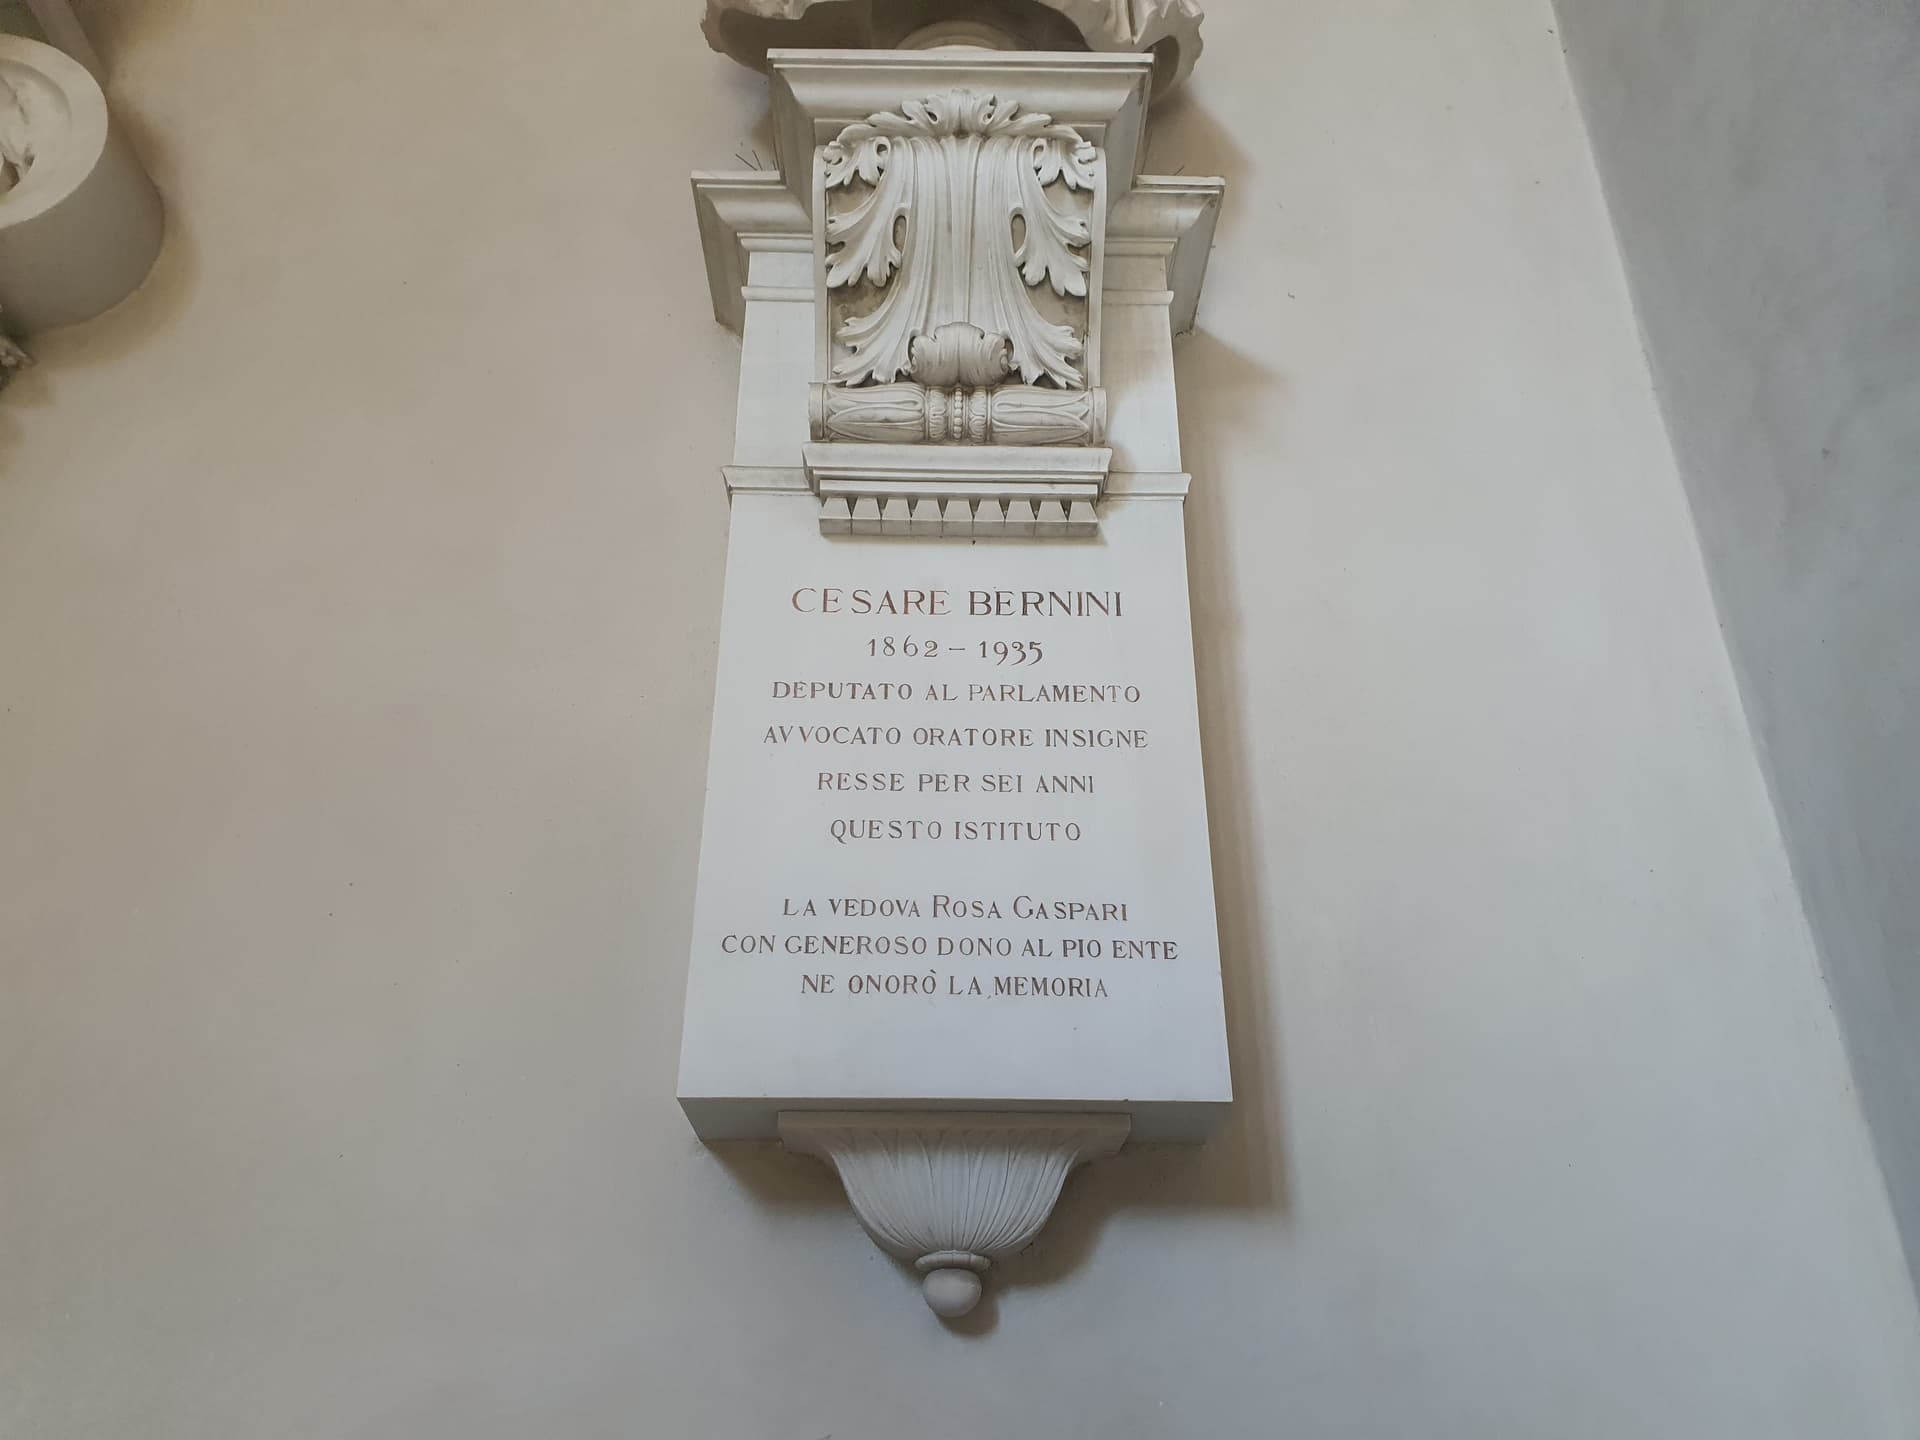 CESARE BERNINI
1862 – 1935
DEPUTATO AL PARLAMENTO
AVVOCATO ORATORE INSIGNE
RESSE PER SEI ANNI
QUESTO ISTITUTO
LA VEDOVA ROSA GASPARI
CON GENEROSO DONO AL PIO ENTE
NE ONORÒ LA MEMORIA